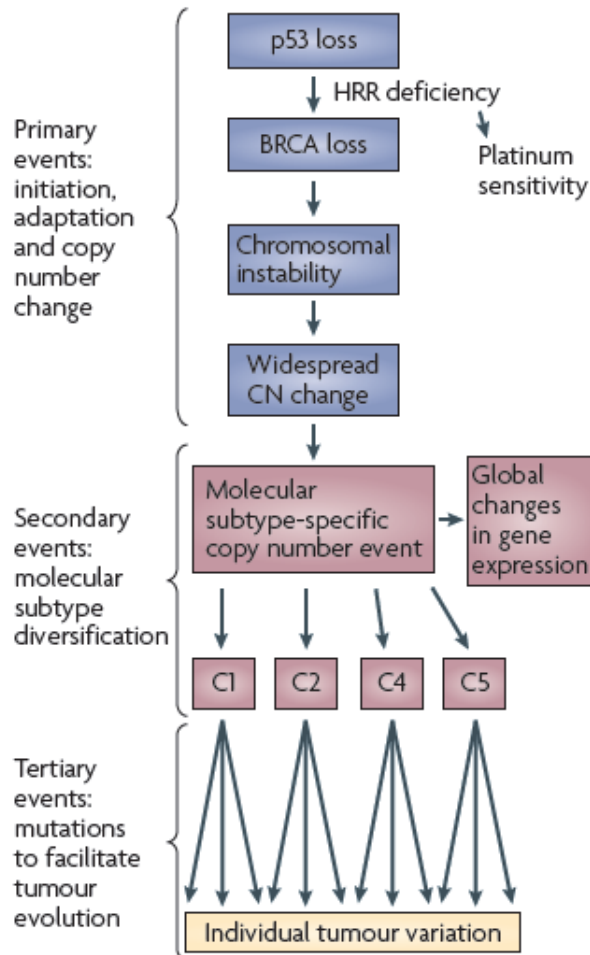 p53 loss
HRR deficiency
BRCA loss
Platinum
sensitivity
Primary
events:
initiation,
adaptation
and copy
number
change
Chromosomal
instability
Widespread
CN change
Secondary
events:
molecular
subtype
diversification
Molecular
subtype-specific
copy number event
Global
changes
in gene
expression
C1
C2
C4
C5
Tertiary
events:
mutations
to facilitate
tumour
evolution
Individual tumour variation